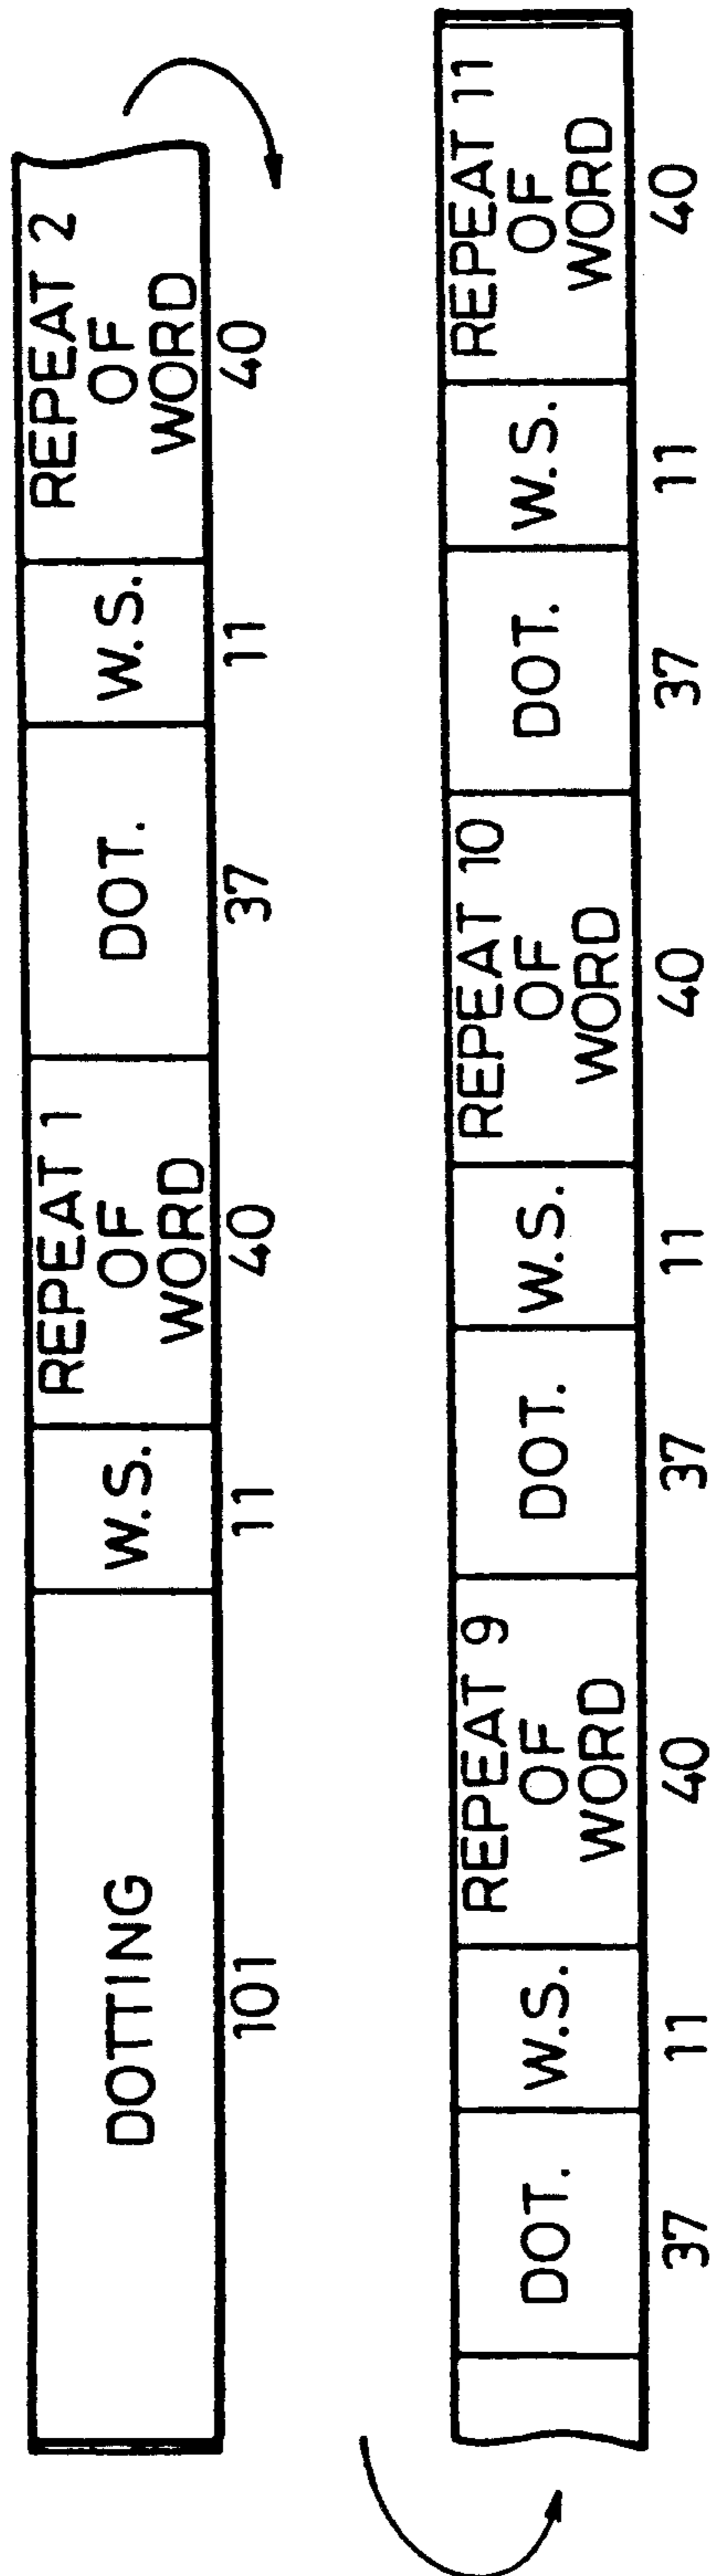 DOTTING
W.S.
REPEAT 1
OF
WORD
DOT.
W.S.
REPEAT 2
OF
WORD
101
11
40
37
11
40
DOT.
W.S.
REPEAT 9
OF
WORD
DOT.
W.S.
REPEAT 10
OF
WORD
DOT.
W.S.
REPEAT 11
OF
WORD
37
11
40
37
11
40
37
11
40